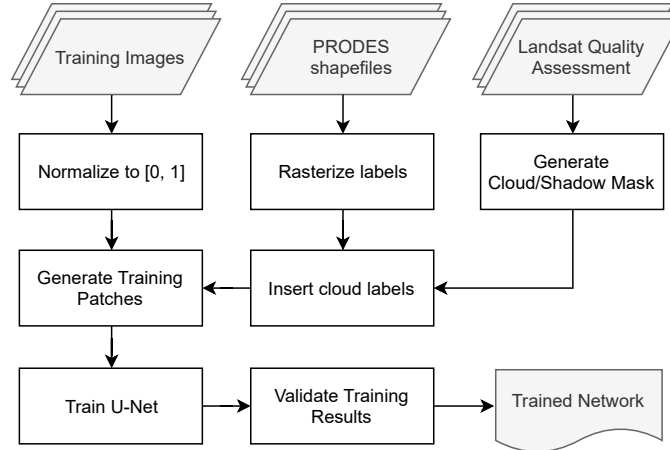 Training Images
PRODES
shapefiles
Landsat Quality
Assessment
Normalize to [0, 1]
Rasterize labels
Generate
Cloud/Shadow Mask
Generate Training
Patches
Insert cloud labels
Train U-Net
Validate Training
Results
Trained Network